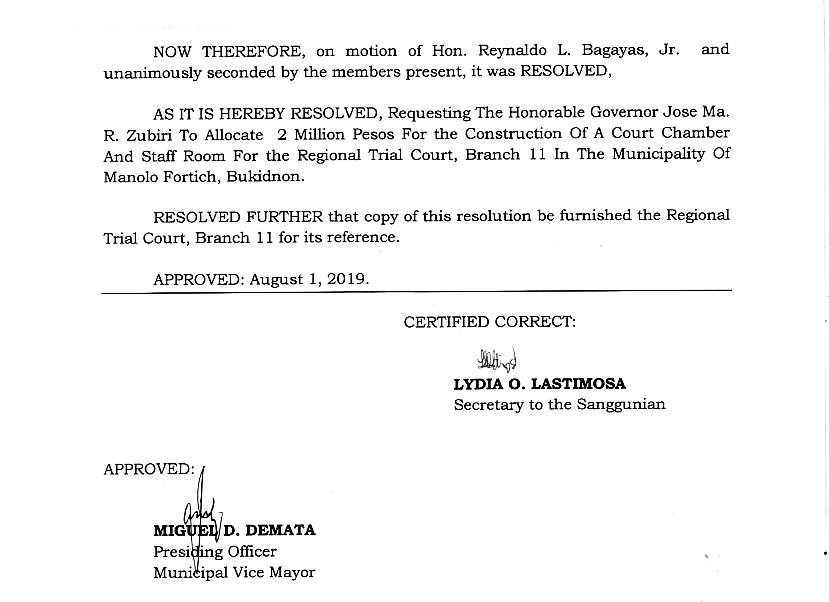 NOW THEREFORE, on motion of Hon. Reynaldo L. Bagayas, Jr. and
unanimously seconded by the members present, it was RESOLVED,
AS IT IS HEREBY RESOLVED, Requesting The Honorable Governor Jose Ma.
R. Zubiri To Allocate 2 Million Pesos For the Construction Of A Court Chamber
And Staff Room For the Regional Trial Court, Branch 11 In The Municipality Of
Manolo Fortich, Bukidnon.
RESOLVED FURTHER that copy of this resolution be furnished the Regional
Trial Court, Branch 11 for its reference.
APPROVED: August 1, 2019.
CERTIFIED CORRECT:
LYDIA O. LASTIMOSA
Secretary to the Sanggunian
APPROVED:
MIGUEL D. DEMATA
Presiding Officer
Municipal Vice Mayor